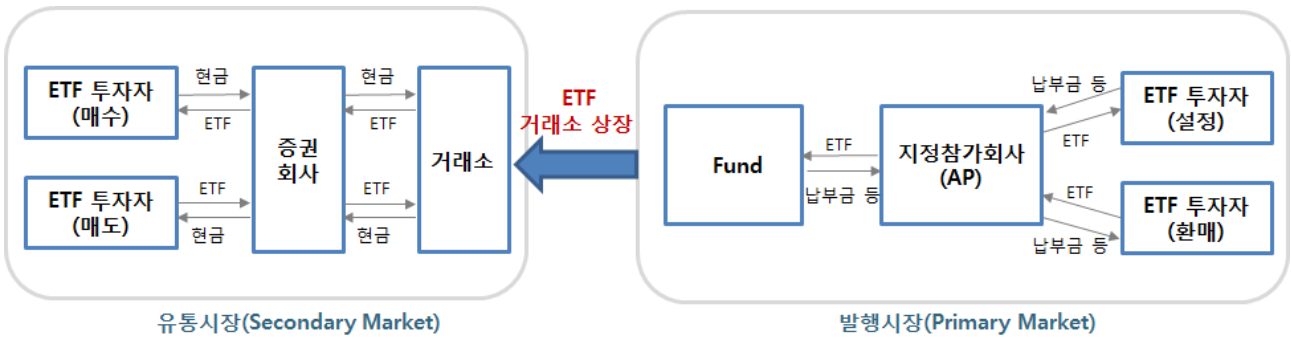 ETF 투자자
(매수)
현금
ETF
ETF 투자자
(매도)
ETF
현금
증권
회사
현금
ETF
ETF
현금
거래소
ETF
거래소 상장
Fund
ETF
납부금 등
지정참가회사
(AP)
납부금 등
ETF
ETF
납부금 등
ETF 투자자
(설정)
ETF 투자자
(환매)
유통시장(Secondary Market)
발행시장(Primary Market)